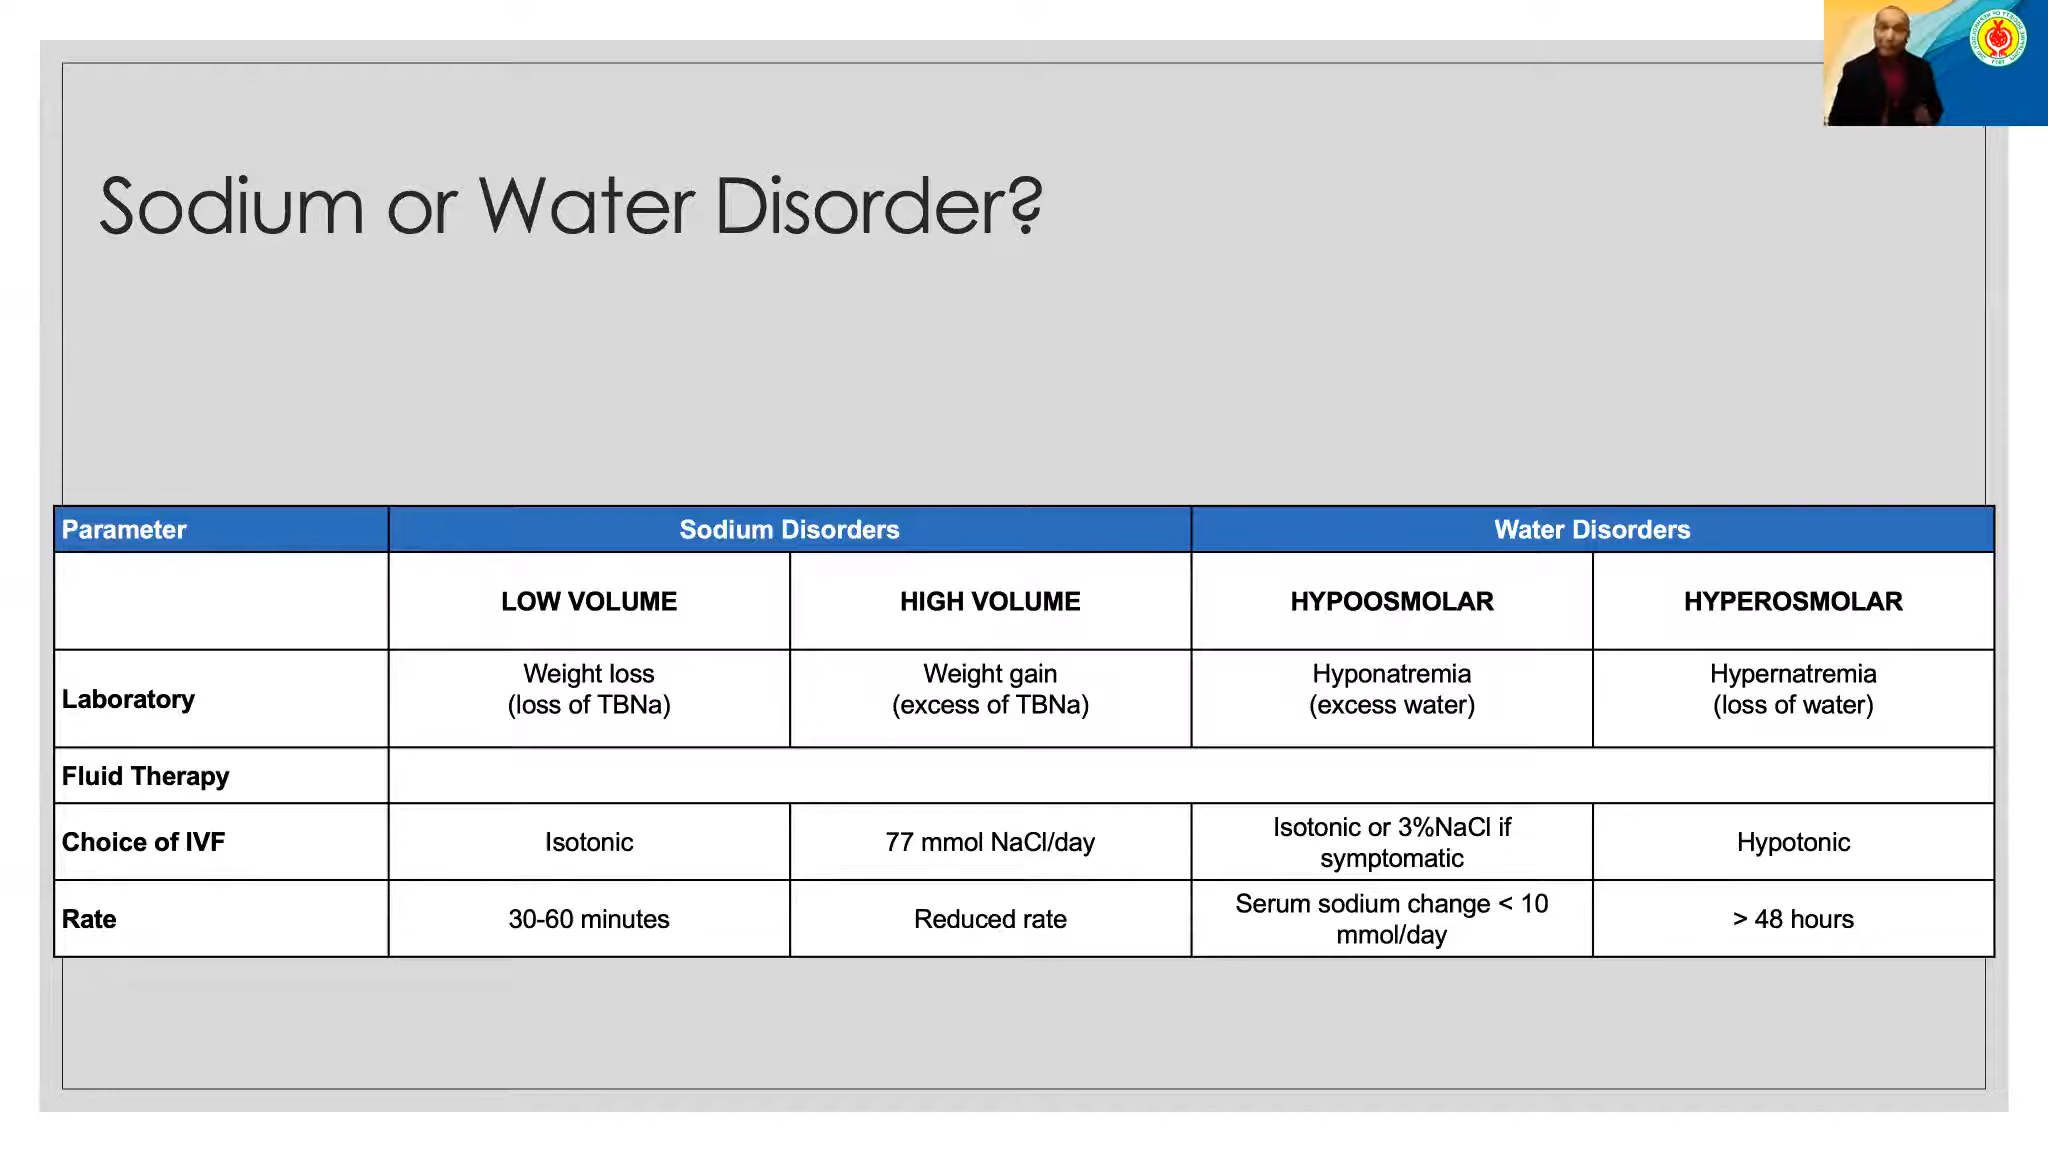 Sodium or Water Disorder?
Parameter
Sodium Disorders
Water Disorders
LOW VOLUME
HIGH VOLUME
HYPOOSMOLAR
HYPEROSMOLAR
Laboratory
Weight loss
(loss of TBNa)
Weight gain
(excess of TBNa)
Hyponatremia
(excess water)
Hypernatremia
(loss of water)
Fluid Therapy
Choice of IVF
Isotonic
77 mmol NaCl/day
Isotonic or 3%NaCl if
symptomatic
Hypotonic
Rate
30-60 minutes
Reduced rate
Serum sodium change < 10
mmol/day
> 48 hours